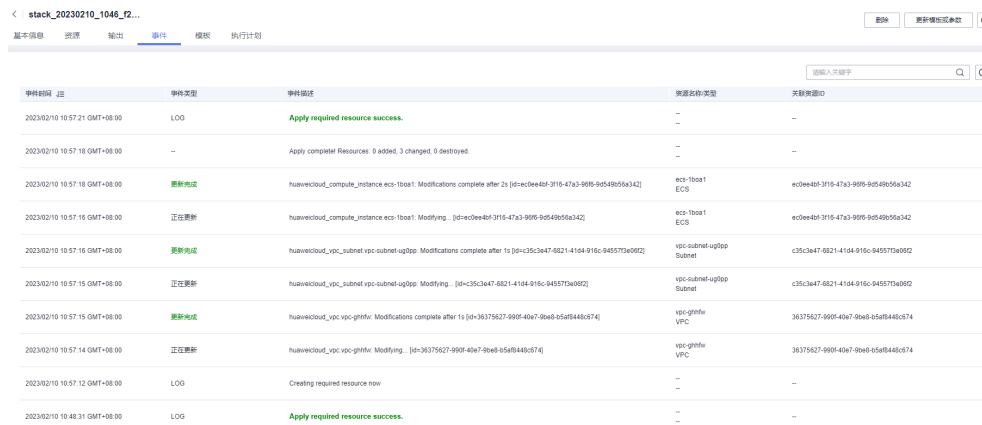 stack_20230210_1046_f2...
删除
更新模板或参数
基本信息 资源 输出 事件 模板 执行计划
请输入关键字
事件时间 事件类型 事件描述 资源名称/类型 关联资源ID
2023/02/10 10:57:21 GMT+08:00 LOG Apply required resource success. -- -- --
2023/02/10 10:57:18 GMT+08:00 -- Apply complete! Resources: 0 added, 3 changed, 0 destroyed. -- -- --
2023/02/10 10:57:18 GMT+08:00 更新完成 huaweicloud_compute_instance.ecs-1boa1: Modifications complete after 2s [id=ec0ee4bf-3f16-47a3-96f6-9d549b56a342] ecs-1boa1 ECS ec0ee4bf-3f16-47a3-96f6-9d549b56a342
2023/02/10 10:57:16 GMT+08:00 正在更新 huaweicloud_compute_instance.ecs-1boa1: Modifying... [id=ec0ee4bf-3f16-47a3-96f6-9d549b56a342] ecs-1boa1 ECS ec0ee4bf-3f16-47a3-96f6-9d549b56a342
2023/02/10 10:57:16 GMT+08:00 更新完成 huaweicloud_vpc_subnet.vpc-subnet-ug0pp: Modifications complete after 1s [id=c35c3e47-6821-41d4-916c-94557f3e06f2] vpc-subnet-ug0pp Subnet c35c3e47-6821-41d4-916c-94557f3e06f2
2023/02/10 10:57:15 GMT+08:00 正在更新 huaweicloud_vpc_subnet.vpc-subnet-ug0pp: Modifying... [id=c35c3e47-6821-41d4-916c-94557f3e06f2] vpc-subnet-ug0pp Subnet c35c3e47-6821-41d4-916c-94557f3e06f2
2023/02/10 10:57:15 GMT+08:00 更新完成 huaweicloud_vpc.vpc-ghhfw: Modifications complete after 1s [id=36375627-990f-40e7-9be8-b5af8448c674] vpc-ghhfw VPC 36375627-990f-40e7-9be8-b5af8448c674
2023/02/10 10:57:14 GMT+08:00 正在更新 huaweicloud_vpc.vpc-ghhfw: Modifying... [id=36375627-990f-40e7-9be8-b5af8448c674] vpc-ghhfw VPC 36375627-990f-40e7-9be8-b5af8448c674
2023/02/10 10:57:12 GMT+08:00 LOG Creating required resource now -- -- --
2023/02/10 10:48:31 GMT+08:00 LOG Apply required resource success. -- -- --